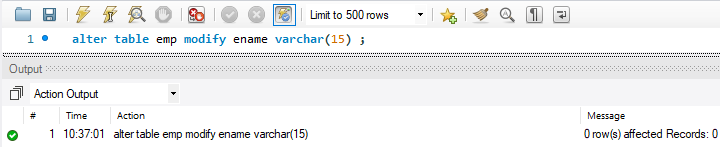 Limit to 500 rows
1 alter table emp modify ename varchar(15) ;
Output
Action Output
# Time Action Message
1 10:37:01 alter table emp modify ename varchar(15) 0 row(s) affected Records: 0